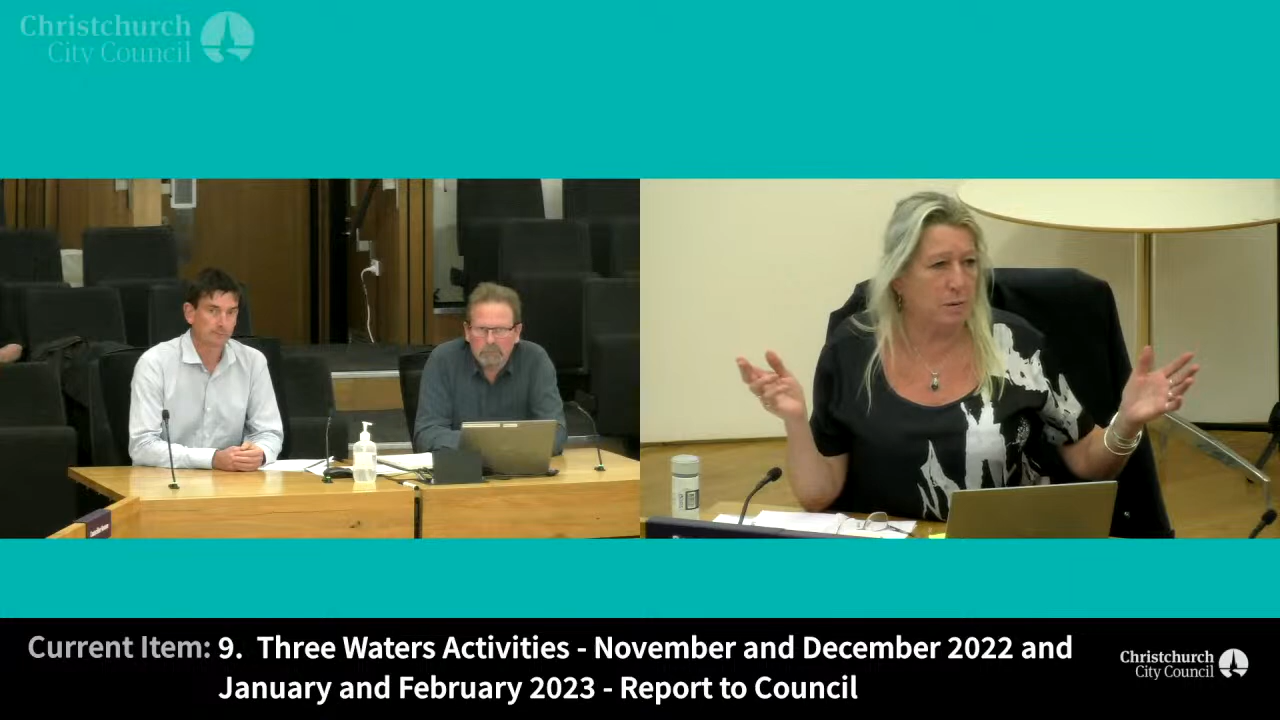 Christchurch
City Council
Current Item: 9. Three Waters Activities - November and December 2022 and
January and February 2023 - Report to Council
Christchurch
City Council